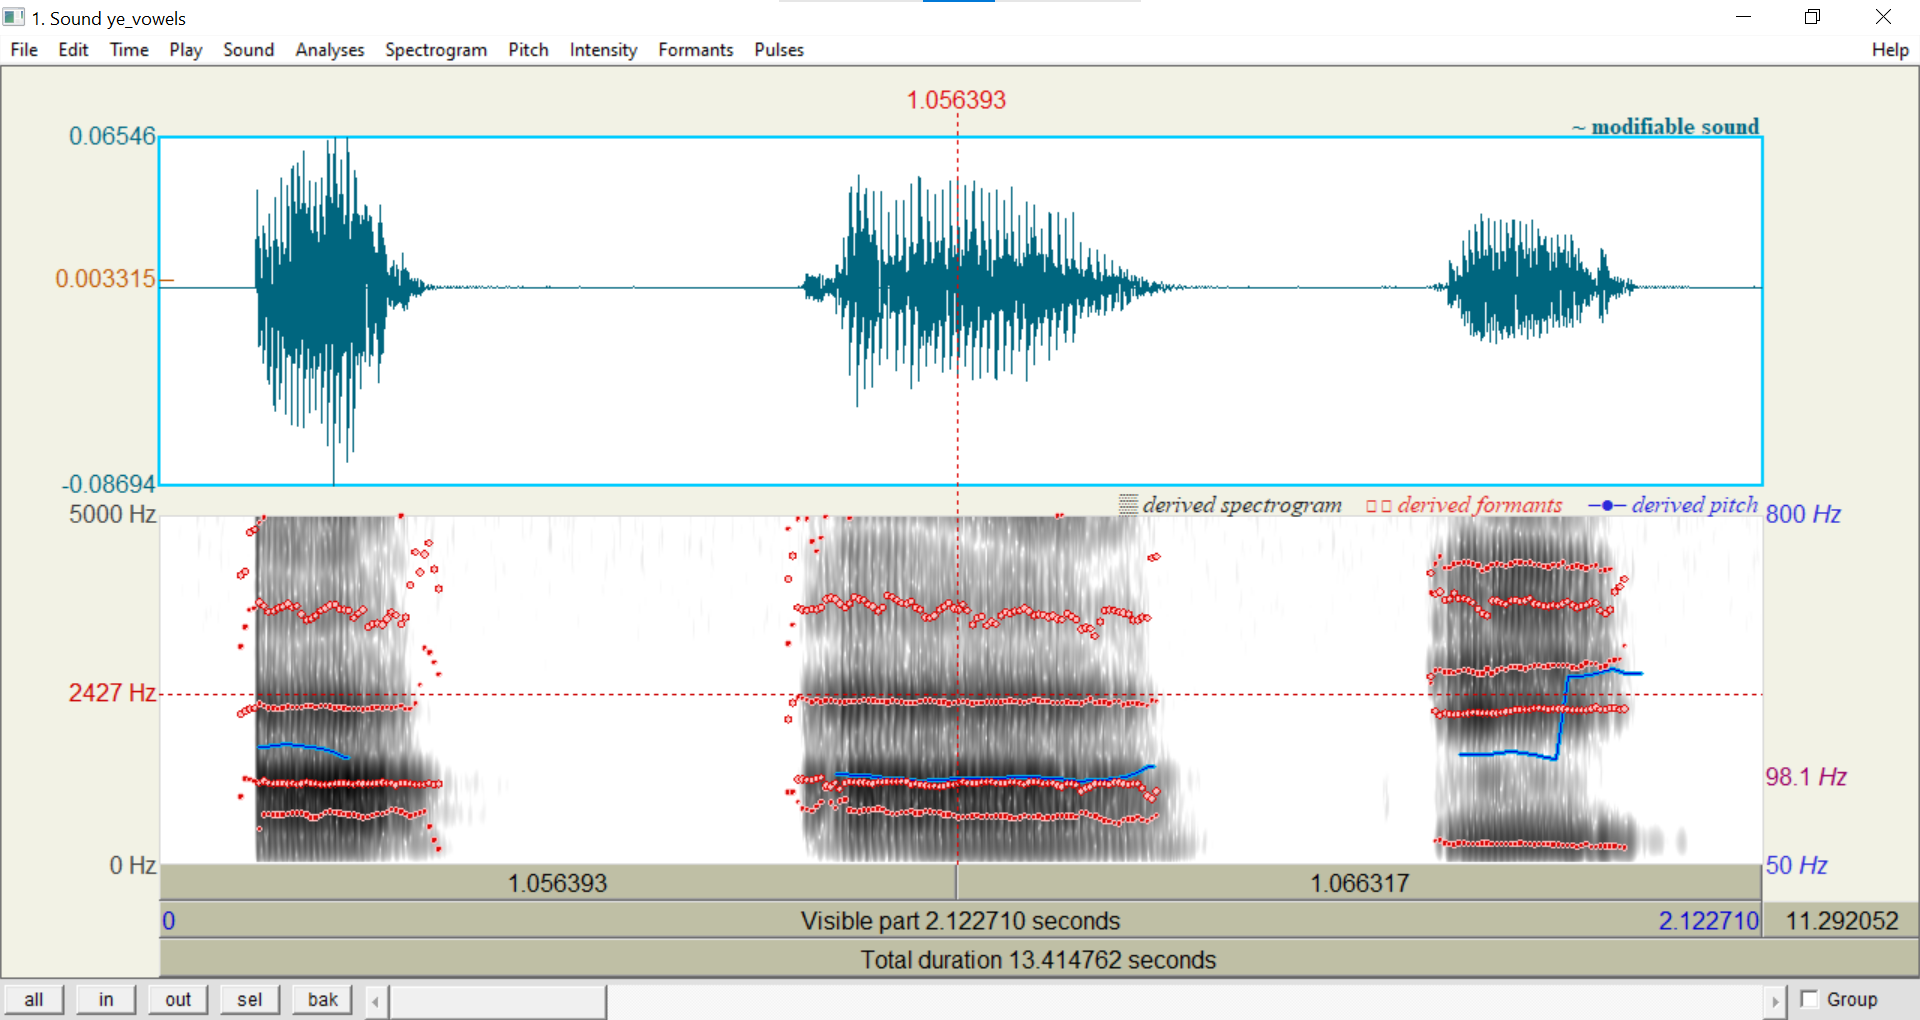 1. Sound ye_vowels
File Edit Time Play Sound Analyses Spectrogram Pitch Intensity Formants Pulses Help
1.056393
0.06546
~ modifiable sound
0.003315
-0.08694
derived spectrogram derived formants derived pitch
5000 Hz 800 Hz
2427 Hz
98.1 Hz
0 Hz 50 Hz
1.056393 1.066317
0 Visible part 2.122710 seconds 2.122710 11.292052
Total duration 13.414762 seconds
all in out sel bak Group